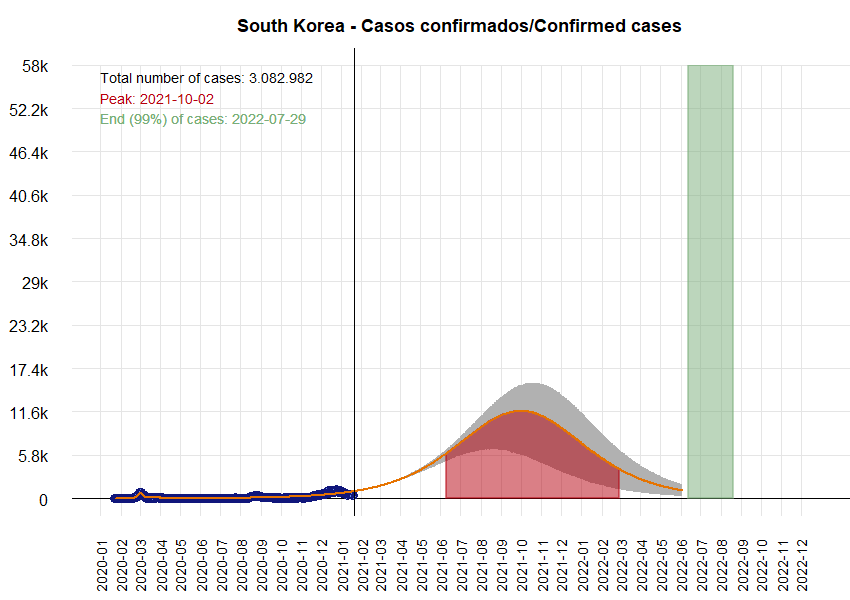 South Korea - Casos confirmados/Confirmed cases
58k
Total number of cases: 3.082.982
Peak: 2021-10-02
End (99%) of cases: 2022-07-29
52.2k
46.4k
40.6k
34.8k
29k
23.2k
17.4k
11.6k
5.8k
0
2020-01
2020-02
2020-03
2020-04
2020-05
2020-06
2020-07
2020-08
2020-09
2020-10
2020-11
2020-12
2021-01
2021-02
2021-03
2021-04
2021-05
2021-06
2021-07
2021-08
2021-09
2021-10
2021-11
2021-12
2022-01
2022-02
2022-03
2022-04
2022-05
2022-06
2022-07
2022-08
2022-09
2022-10
2022-11
2022-12